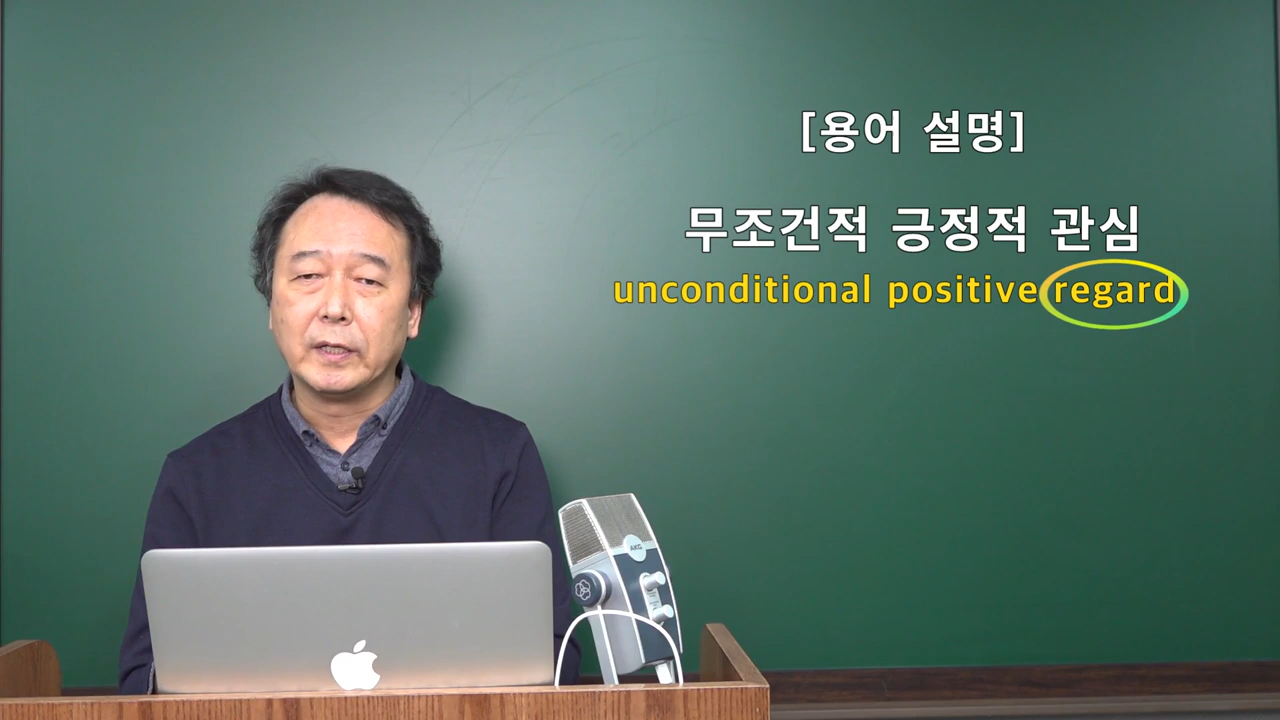 [용어 설명]
무조건적 긍정적 관심
unconditional positive regard
AKG